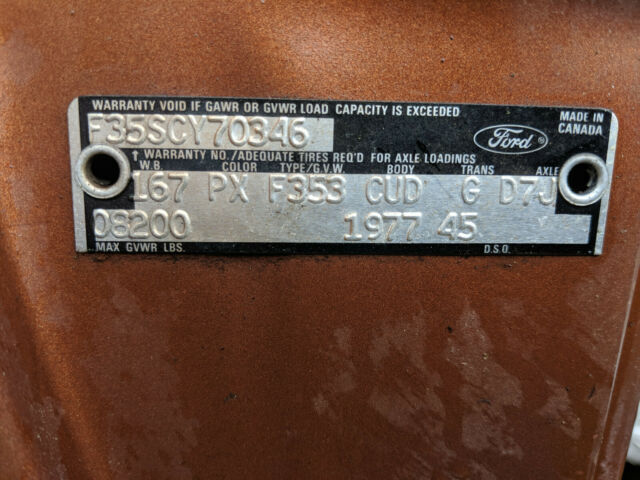 WARRANTY VOID IF GAWR OR GVWR LOAD CAPACITY IS EXCEEDED
F35SCY70346
MADE IN
CANADA
Ford ®
↑ WARRANTY NO./ADEQUATE TIRES REQ'D FOR AXLE LOADINGS
W.B. COLOR TYPE/G.V.W. BODY TRANS AXLE
167 PX F353 CUD G D7J
08200 1977 45
MAX GVWR LBS. D.S.O.